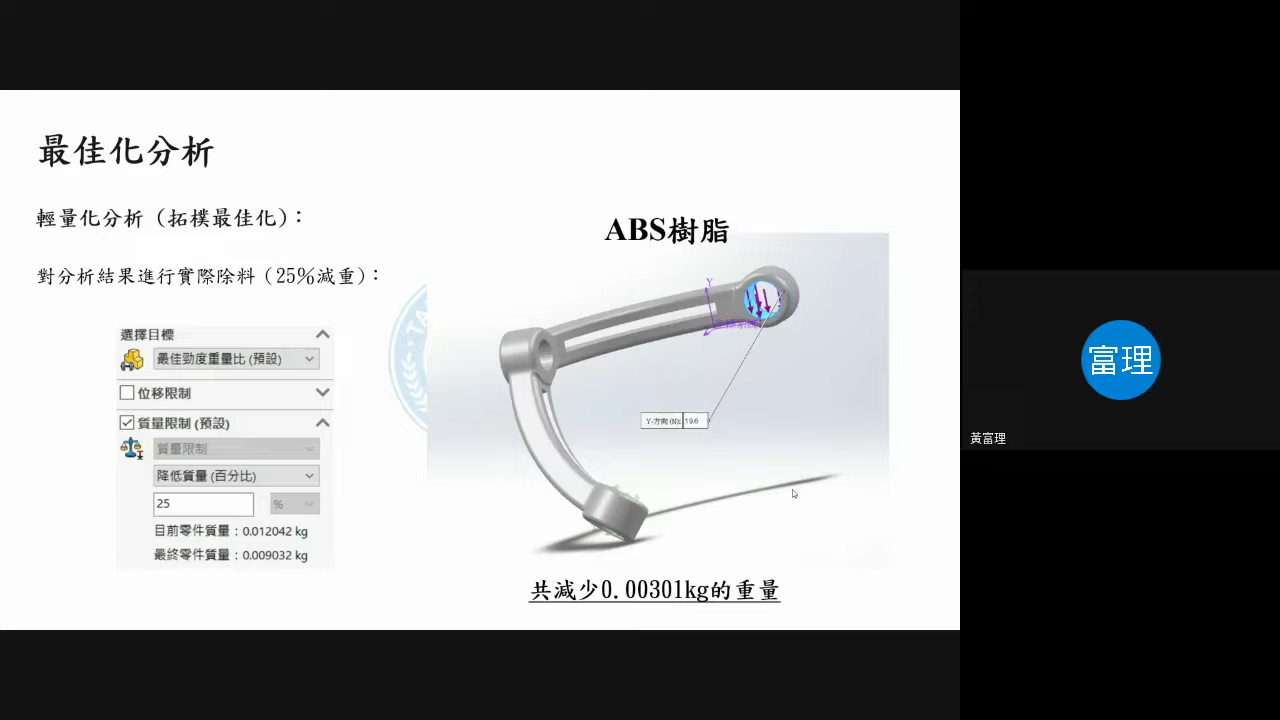 最佳化分析
輕量化分析（拓樸最佳化）：
對分析結果進行實際除料（25%減重）：
選擇目標
最佳勁度重量比 (預設)
位移限制
質量限制 (預設)
質量限制
降低質量 (百分比)
25 %
目前零件質量：0.012042 kg
最終零件質量：0.009032 kg
ABS樹脂
Y
Y-方向 (N): 19.6
共減少0.00301kg的重量
富理
黃富理